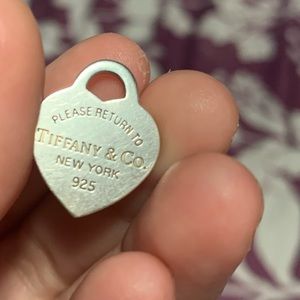 PLEASE RETURN TO
TIFFANY & CO.
NEW YORK
925